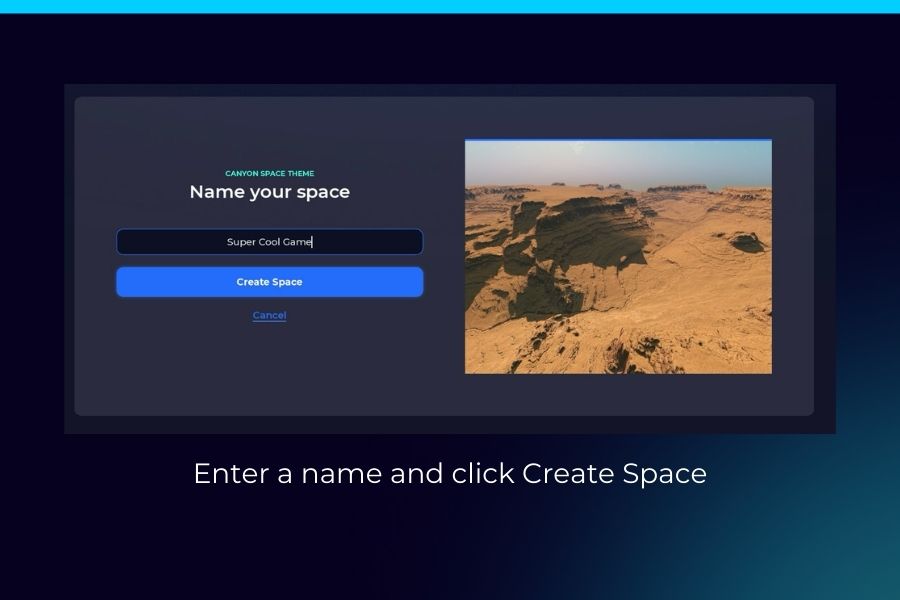 CANYON SPACE THEME
Name your space
Super Cool Game
Create Space
Cancel
Enter a name and click Create Space